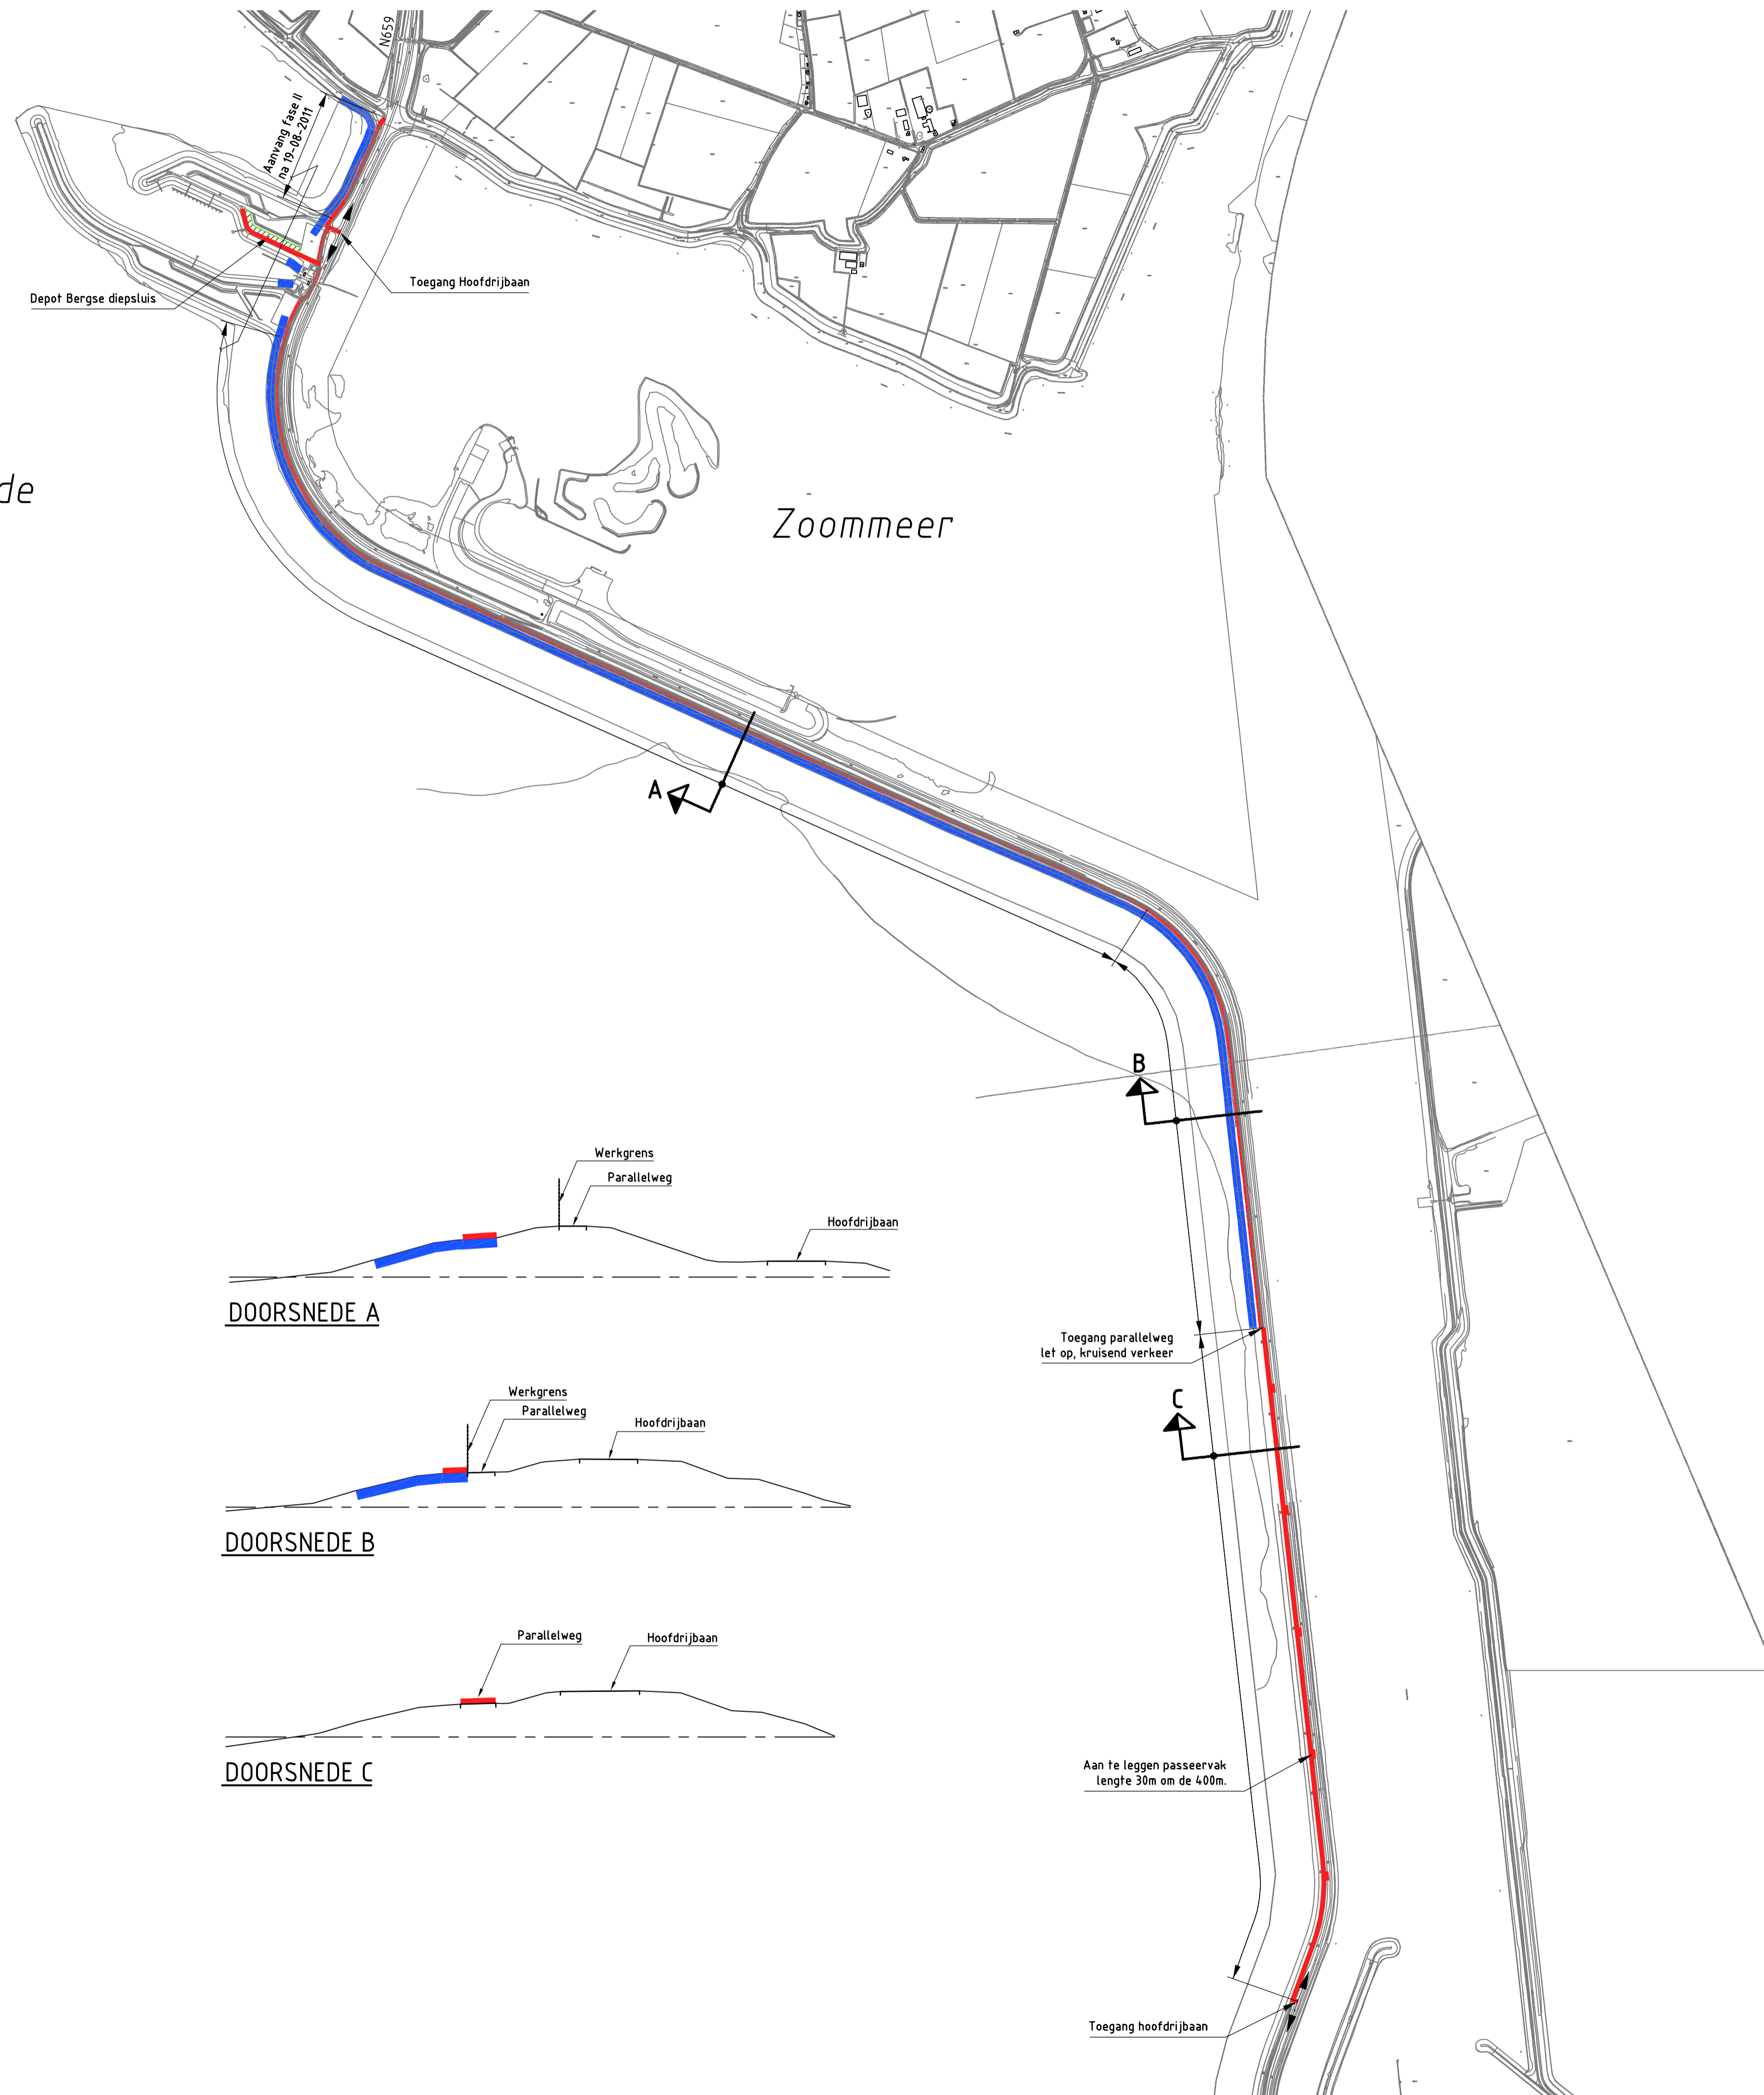 N659
Aanvang fase II
na 19-08-2011
Toegang Hoofdrijbaan
Depot Bergse diepsluis
de
Zoommeer
A
B
Werkgrens
Parallelweg
Hoofdrijbaan
DOORSNEDE A
Toegang parallelweg
let op, kruisend verkeer
C
Werkgrens
Parallelweg
Hoofdrijbaan
DOORSNEDE B
Parallelweg
Hoofdrijbaan
DOORSNEDE C
Aan te leggen passeervak
lengte 30m om de 400m.
Toegang hoofdrijbaan